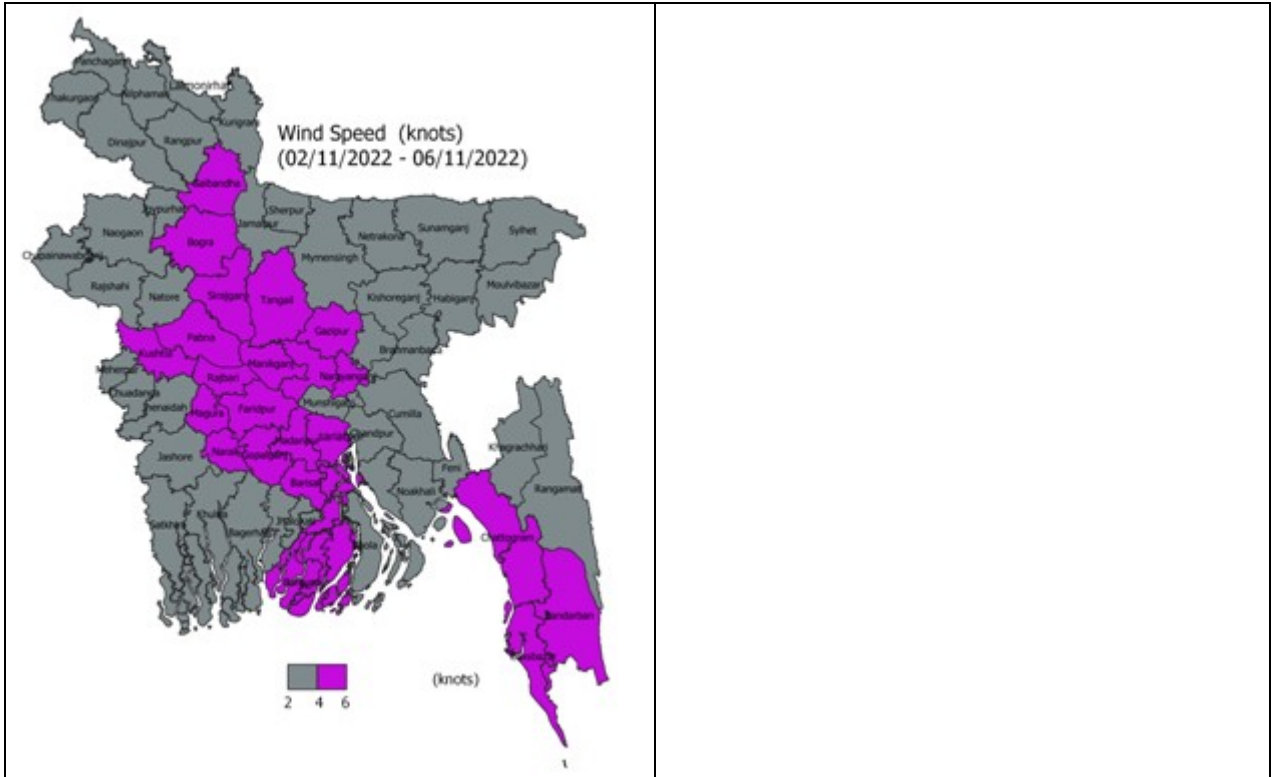 Panchagarh
Lalmonirhat
Thakurgaon
Nilphamari
Kurigram
Wind Speed (knots)
Dinajpur
Rangpur
(02/11/2022 - 06/11/2022)
Gaibandha
Joypurhat
Sherpur
Jamalpur
Naogaon
Bogra
Netrakona
Sunamganj
Sylhet
Chapainawabganj
Mymensingh
Rajshahi
Natore
Sirajganj
Tangail
Kishoreganj
Habiganj
Moulvibazar
Gazipur
Pabna
Kushtia
Brahmanbaria
Meherpur
Manikganj
Rajbari
Narayanganj
Chuadanga
Jhenaidah
Magura
Faridpur
Munshiganj
Cumilla
Chandpur
Madaripur
Khagrachhari
Jashore
Narail
Gopalganj
Feni
Barisal
Noakhali
Rangamati
Satkhira
Khulna
Bagerhat
Chattogram
Bhola
Bandarban
(knots)
2 4 6